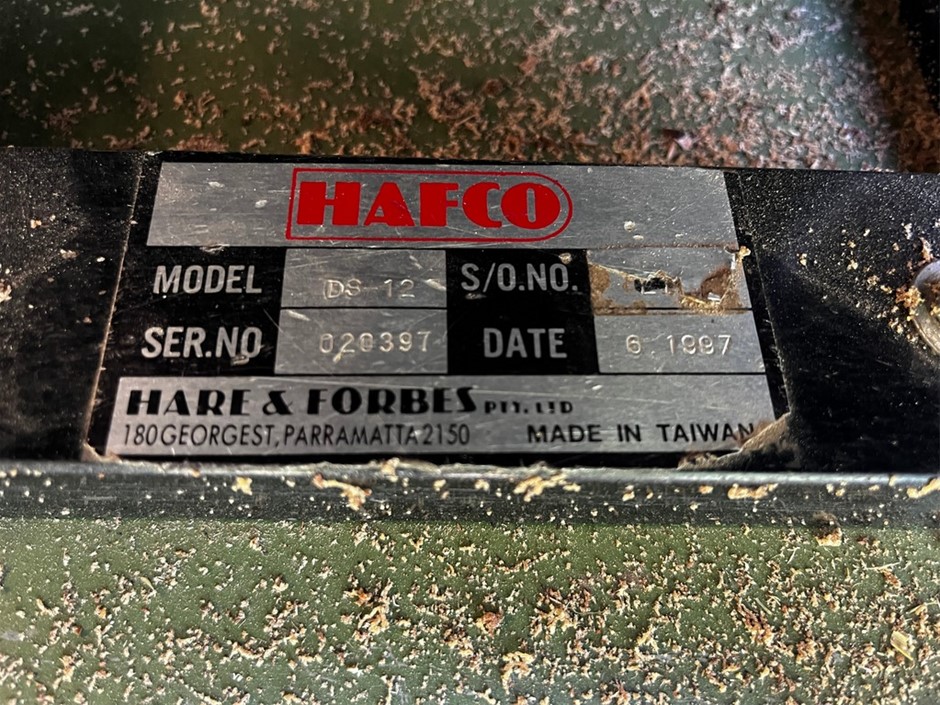 HAFCO
MODEL DS 12 S/O.NO.
SER.NO 020397 DATE 6 1997
HARE & FORBES PTY. LTD
180 GEORGE ST, PARRAMATTA 2150 MADE IN TAIWAN